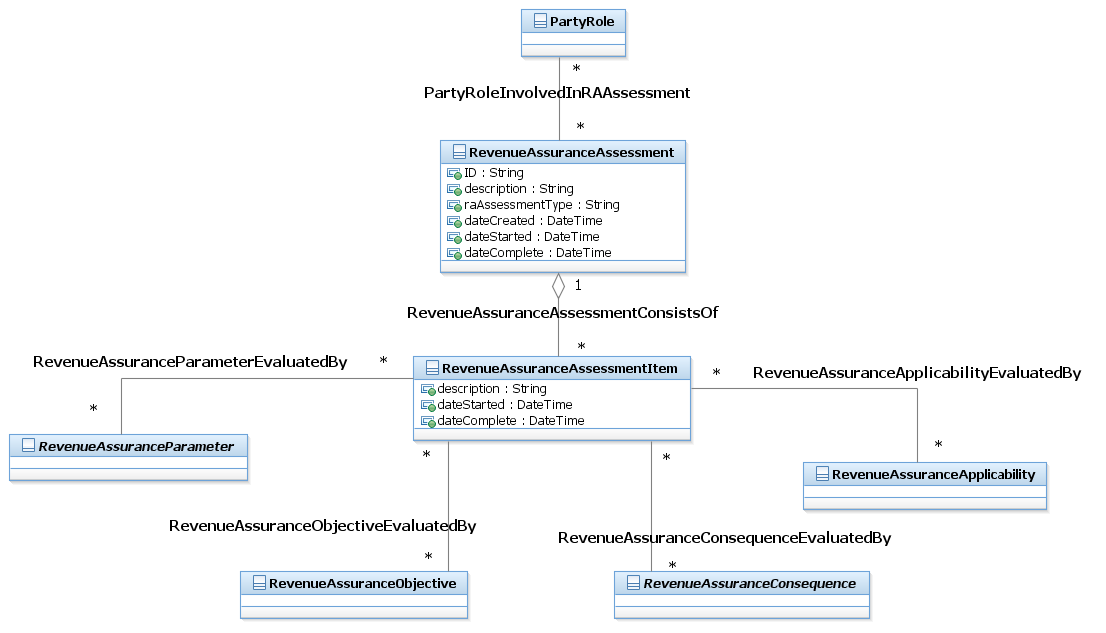 PartyRole
*
PartyRoleInvolvedInRAAssessment
*
RevenueAssuranceAssessment
ID : String
description : String
raAssessmentType : String
dateCreated : DateTime
dateStarted : DateTime
dateComplete : DateTime
1
RevenueAssuranceAssessmentConsistsOf
*
RevenueAssuranceParameterEvaluatedBy
*
RevenueAssuranceAssessmentItem
description : String
dateStarted : DateTime
dateComplete : DateTime
*
RevenueAssuranceApplicabilityEvaluatedBy
*
RevenueAssuranceParameter
*
RevenueAssuranceApplicability
*
*
RevenueAssuranceObjectiveEvaluatedBy
RevenueAssuranceConsequenceEvaluatedBy
*
*
RevenueAssuranceObjective
RevenueAssuranceConsequence